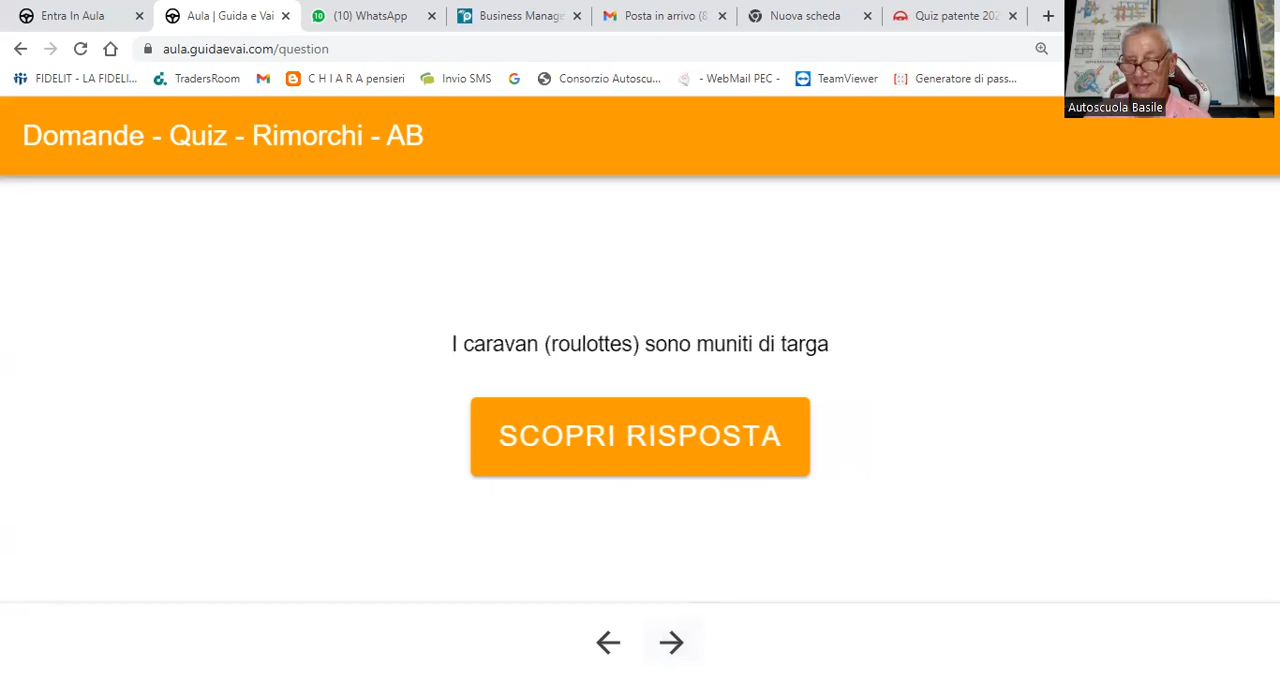 Entra In Aula
Aula | Guida e Vai
(10) WhatsApp
Business Manage
Posta in arrivo (8
Nuova scheda
Quiz patente 202
aula.guidaevai.com/question
FIDELIT - LA FIDELI...
TradersRoom
C H I A R A pensieri
Invio SMS
Consorzio Autoscu...
- WebMail PEC -
TeamViewer
Generatore di pass...
Autoscuola Basile
Domande - Quiz - Rimorchi - AB
I caravan (roulottes) sono muniti di targa
SCOPRI RISPOSTA